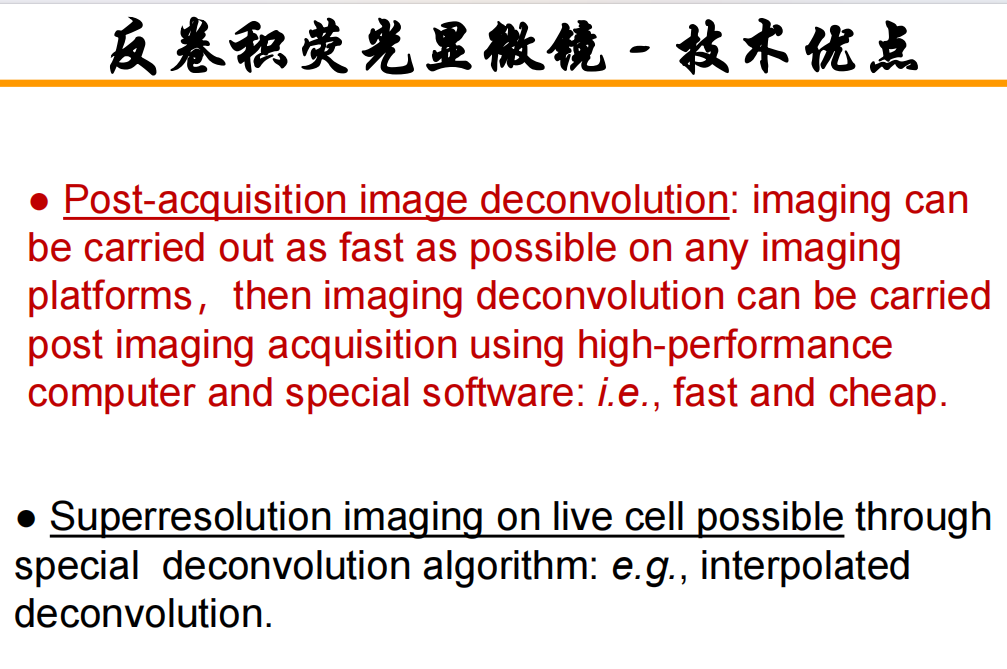 反卷积荧光显微镜 - 技术优点
● Post-acquisition image deconvolution: imaging can
be carried out as fast as possible on any imaging
platforms，then imaging deconvolution can be carried
post imaging acquisition using high-performance
computer and special software: i.e., fast and cheap.
● Superresolution imaging on live cell possible through
special  deconvolution algorithm: e.g., interpolated
deconvolution.